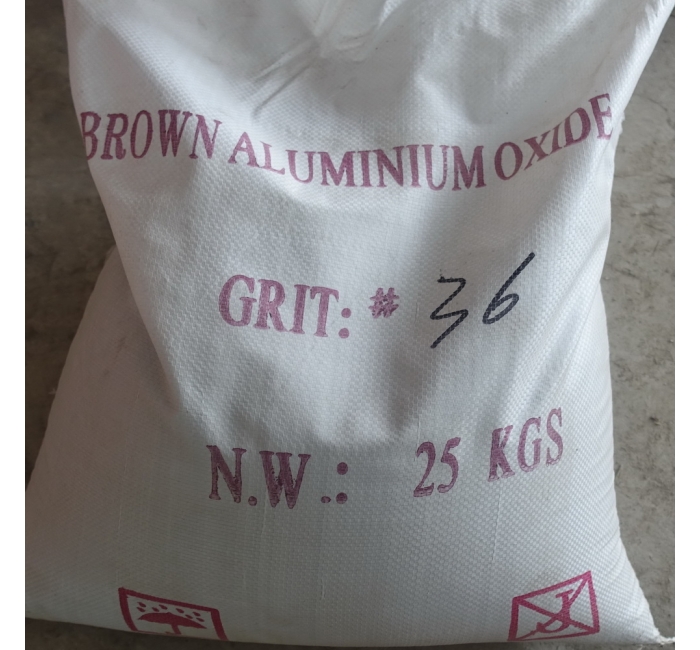 BROWN ALUMINIUM OXIDE
GRIT: # 36
N.W.: 25 KGS